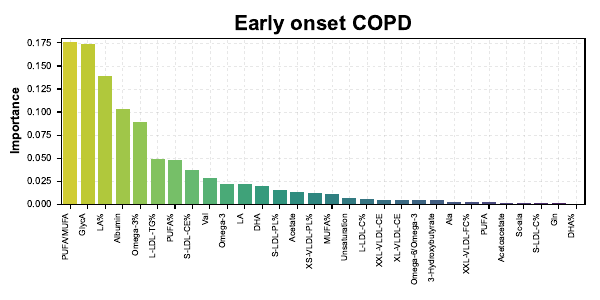 Early onset COPD
Importance
0.175
0.150
0.125
0.100
0.075
0.050
0.025
0.000
PUFA/MUFA
GlycA
LA%
Albumin
Omega-3%
L-LDL-TG%
PUFA%
S-LDL-CE%
Val
Omega-3
LA
DHA
S-LDL-PL%
Acetate
XS-VLDL-PL%
MUFA%
Unsaturation
L-LDL-C%
XXL-VLDL-CE
XL-VLDL-CE
Omega-6/Omega-3
3-Hydroxybutyrate
Ala
XXL-VLDL-FC%
PUFA
Acetoacetate
S-LDL-C%
Gln
DHA%